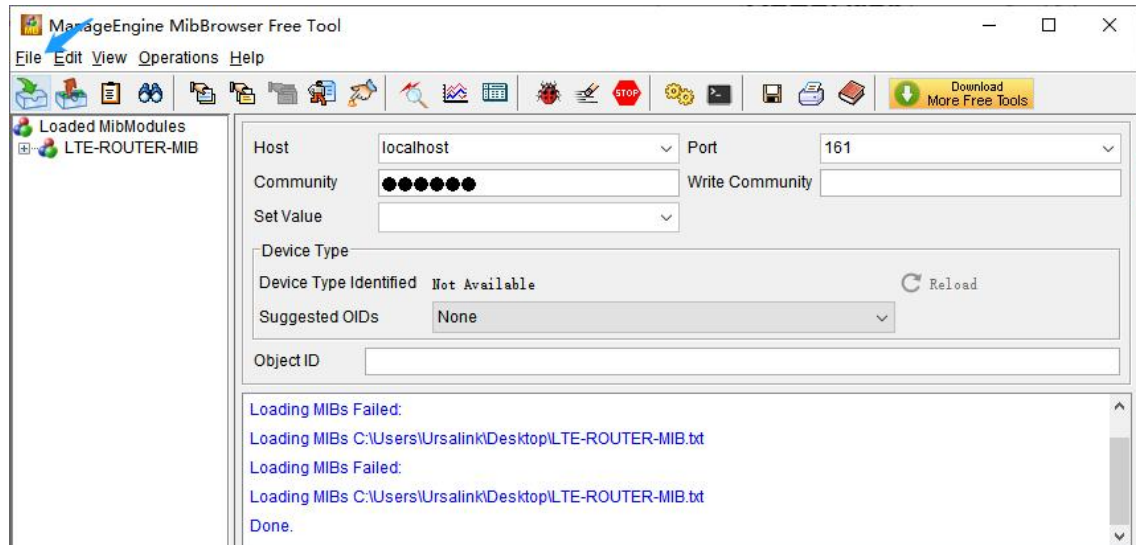 ManageEngine MibBrowser Free Tool
File Edit View Operations Help
STOP
Download
More Free Tools
Loaded MibModules
LTE-ROUTER-MIB
Host localhost Port 161
Community ●●●●●● Write Community
Set Value
Device Type
Device Type Identified Not Available Reload
Suggested OIDs None
Object ID
Loading MIBs Failed:
Loading MIBs C:\Users\Ursalink\Desktop\LTE-ROUTER-MIB.txt
Loading MIBs Failed:
Loading MIBs C:\Users\Ursalink\Desktop\LTE-ROUTER-MIB.txt
Done.